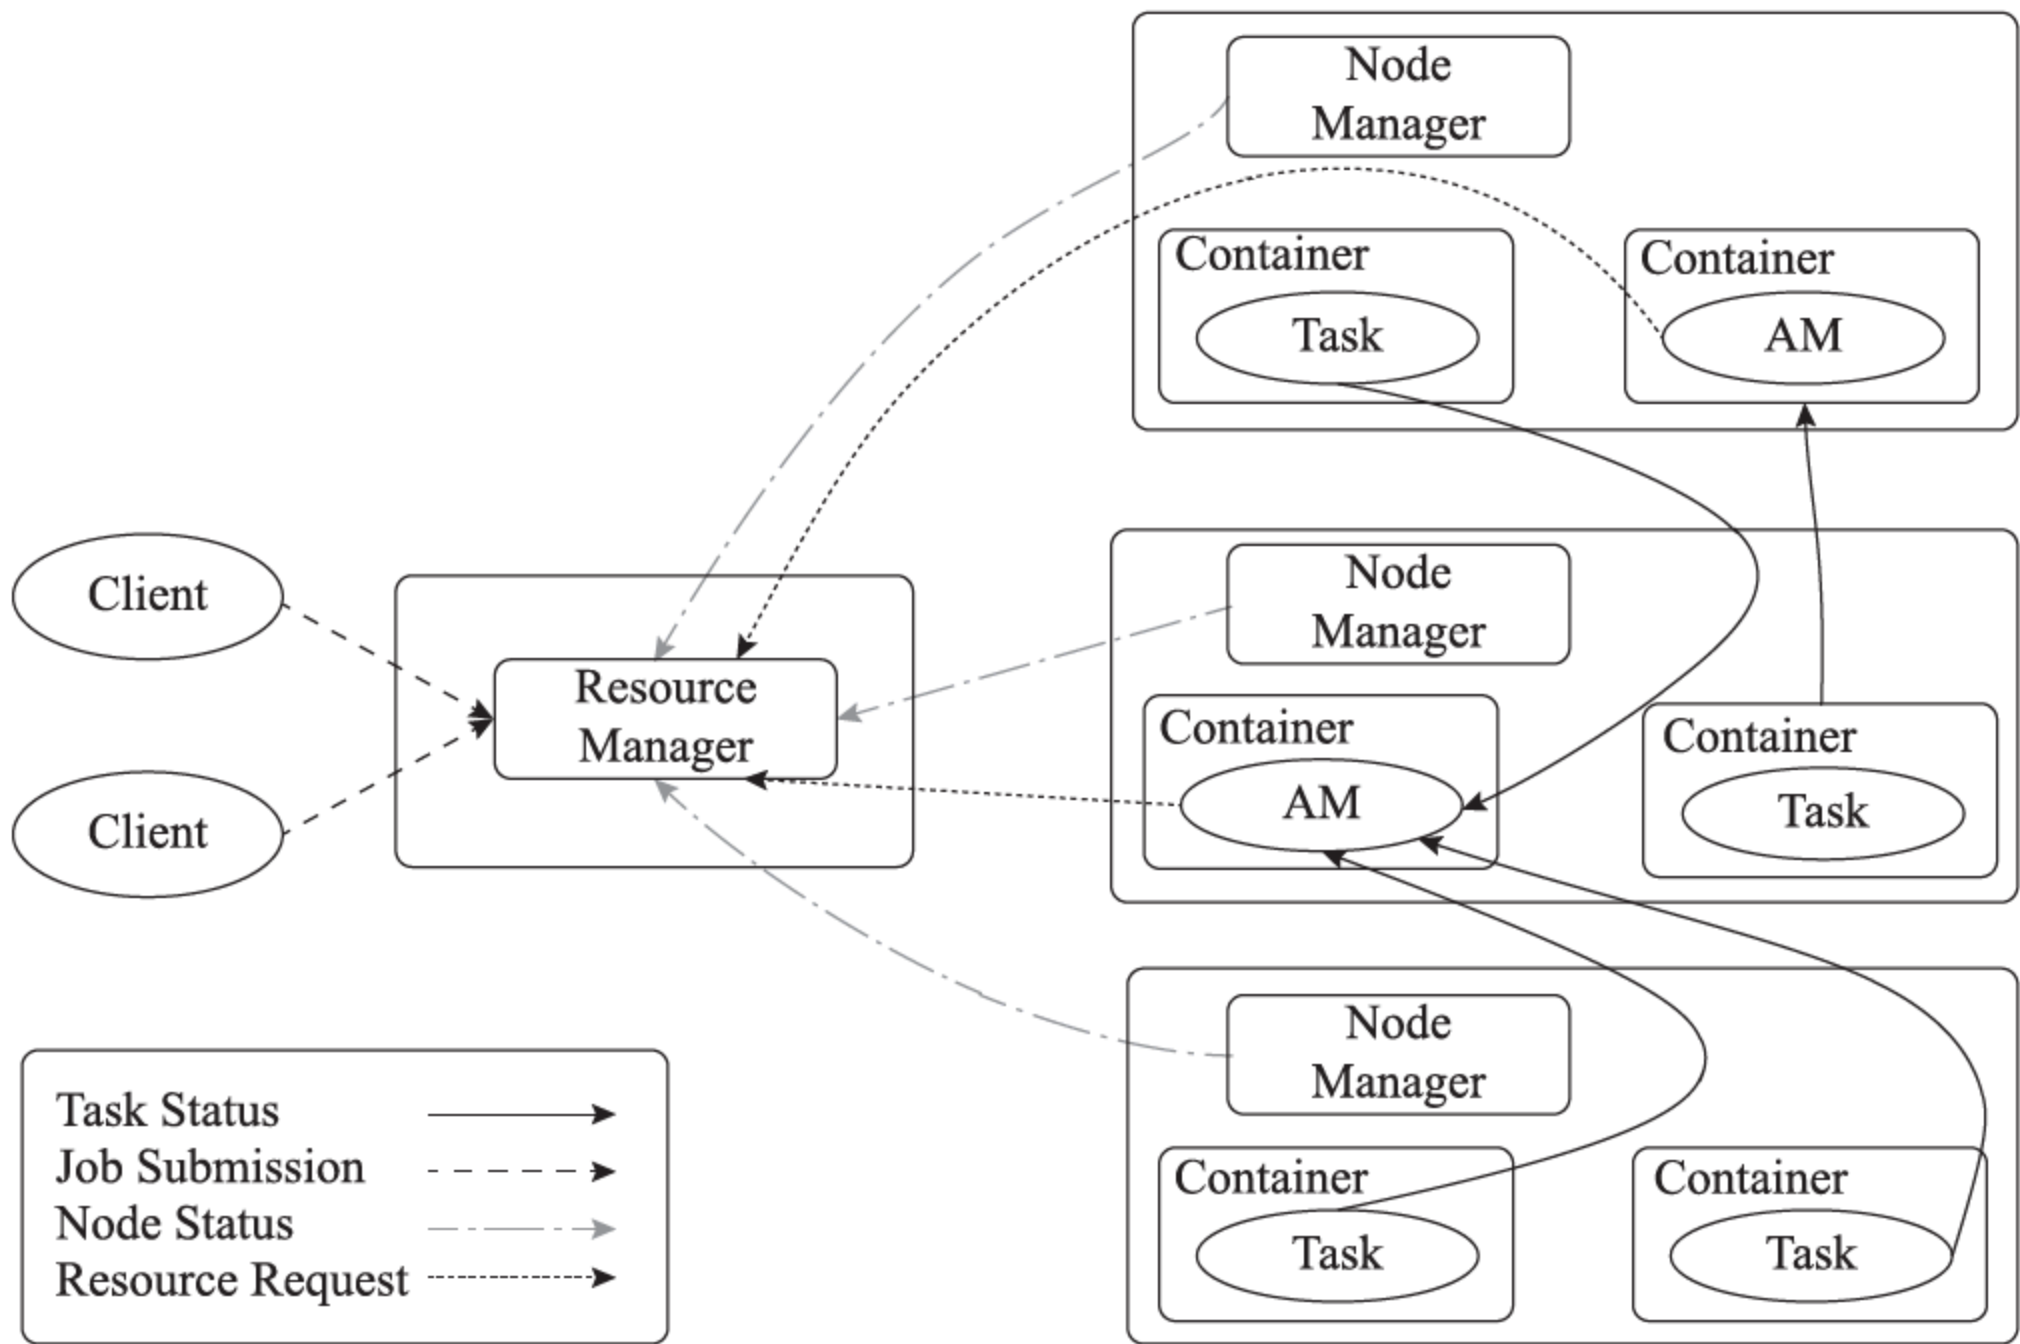 Node
Manager
Container
Task
Container
AM
Client
Client
Resource
Manager
Node
Manager
Container
AM
Container
Task
Node
Manager
Container
Task
Container
Task
Task Status
Job Submission
Node Status
Resource Request